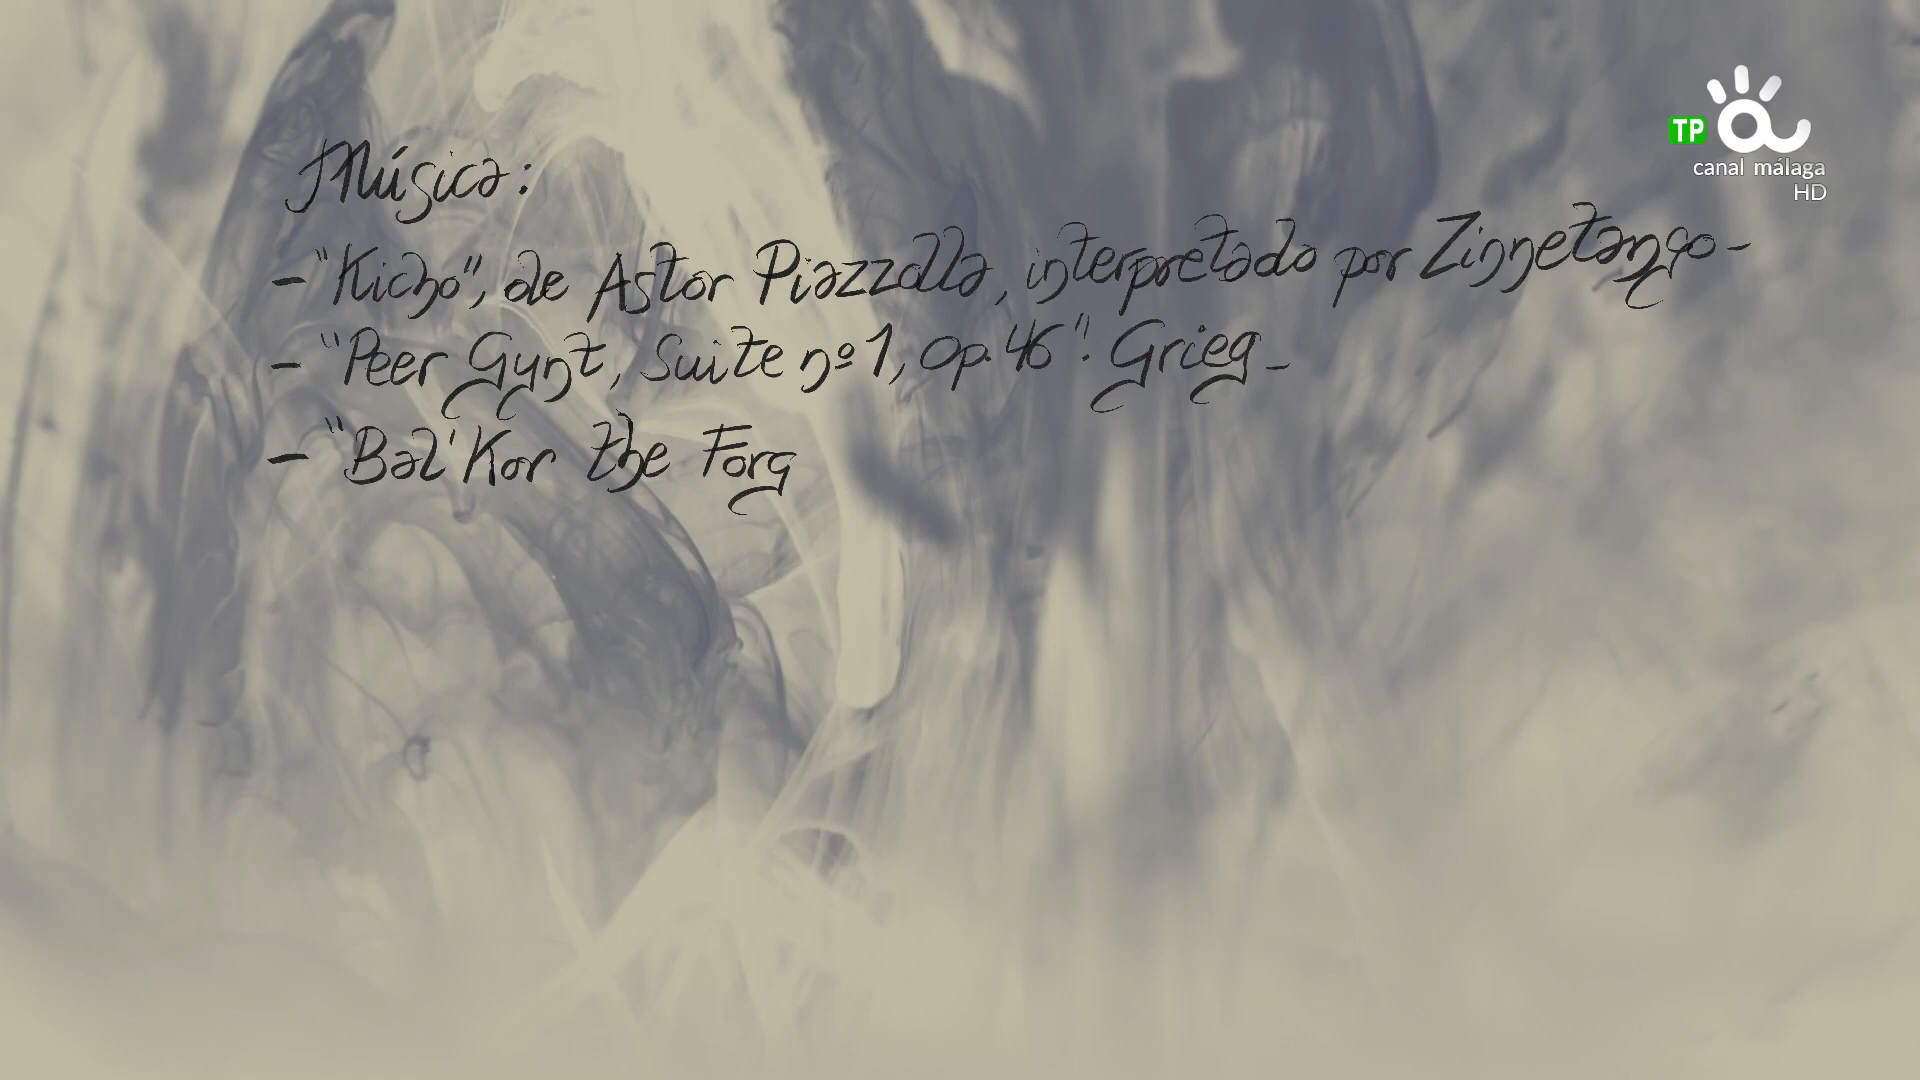 TP
canal málaga
HD
Música:
- "Kicho", de Astor Piazzolla, interpretado por Zinnetango-
- "Peer Gynt, Suite nº1, Op. 46". Grieg-
- "Bal'Kor the Forg